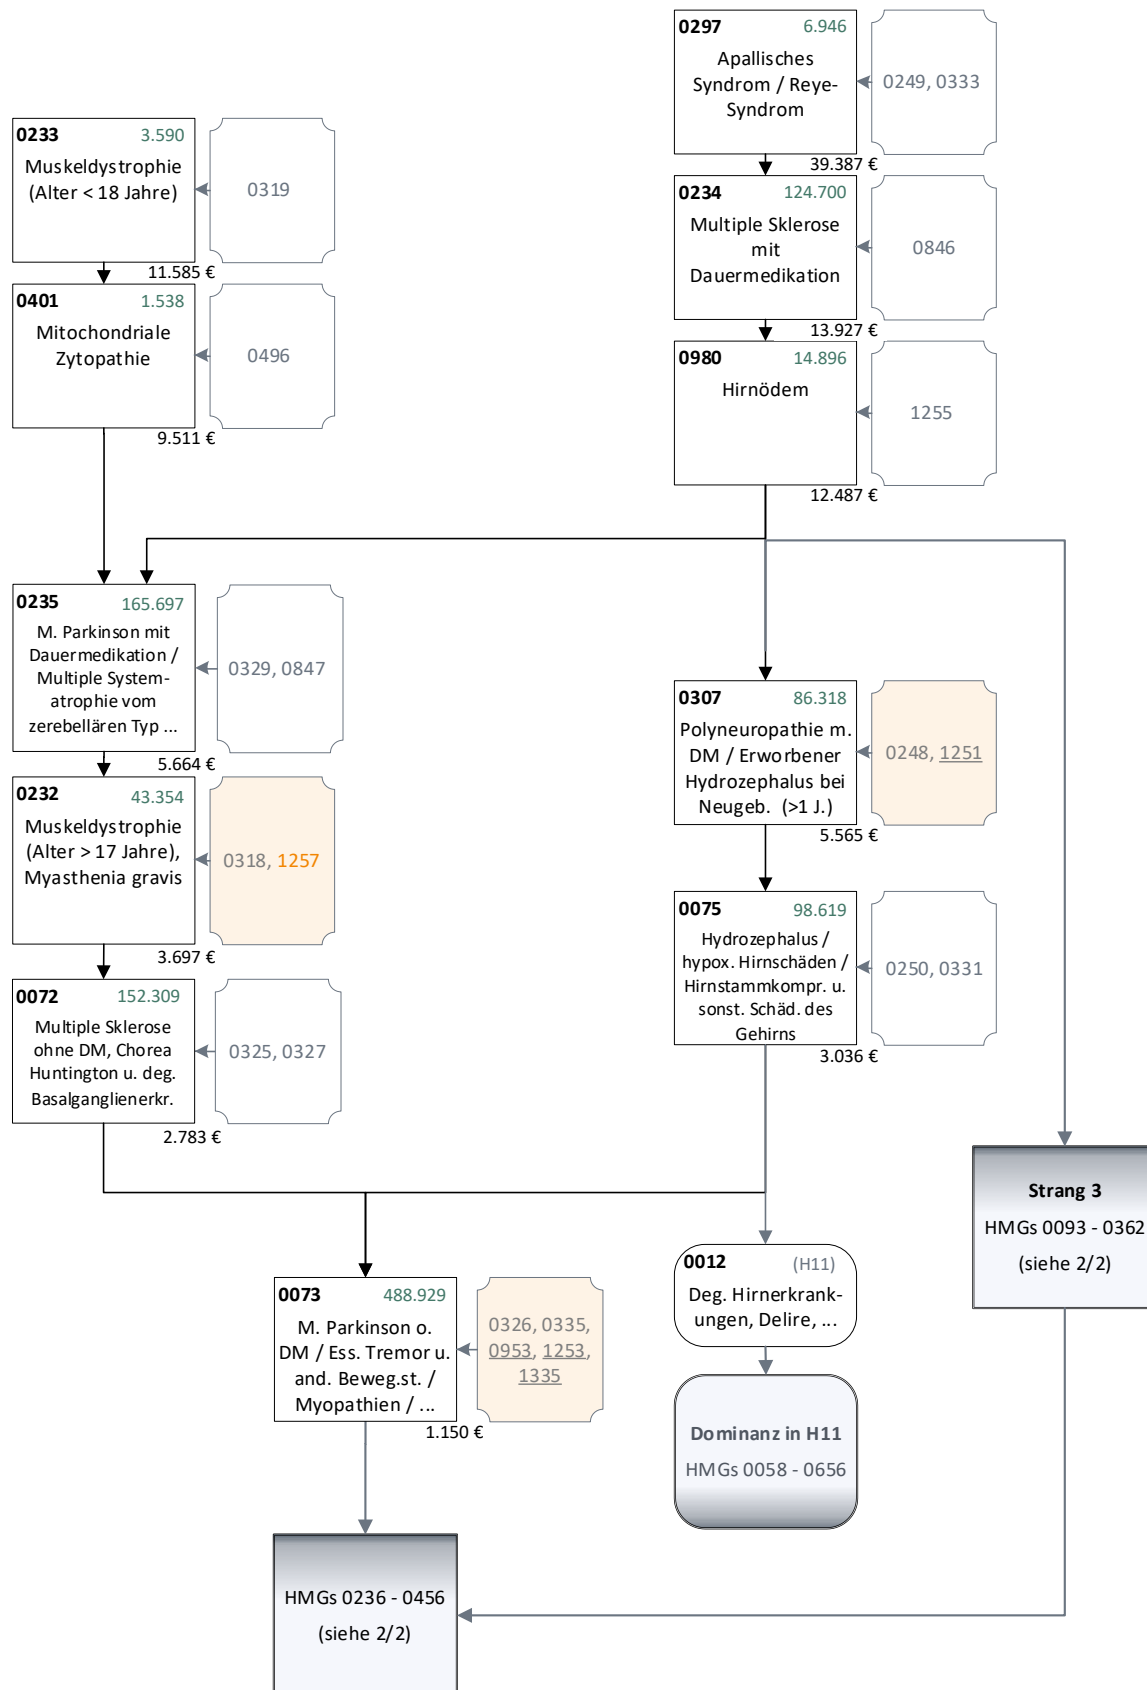 0297 6.946
Apallisches
Syndrom / Reye-
Syndrom
0249, 0333
39.387 €
0233 3.590
Muskeldystrophie
(Alter < 18 Jahre)
0319
11.585 €
0234 124.700
Multiple Sklerose
mit
Dauermedikation
0846
13.927 €
0401 1.538
Mitochondriale
Zytopathie
0496
9.511 €
0980 14.896
Hirnödem
1255
12.487 €
0235 165.697
M. Parkinson mit
Dauermedikation /
Multiple System-
atrophie vom
zerebellären Typ ...
0329, 0847
5.664 €
0307 86.318
Polyneuropathie m.
DM / Erworbener
Hydrozephalus bei
Neugeb. (>1 J.)
0248, 1251
5.565 €
0232 43.354
Muskeldystrophie
(Alter > 17 Jahre),
Myasthenia gravis
0318, 1257
3.697 €
0075 98.619
Hydrozephalus /
hypox. Hirnschäden /
Hirnstammkompr. u.
sonst. Schäd. des
Gehirns
0250, 0331
3.036 €
0072 152.309
Multiple Sklerose
ohne DM, Chorea
Huntington u. deg.
Basalganglienerkr.
0325, 0327
2.783 €
Strang 3
HMGs 0093 - 0362
(siehe 2/2)
0012 (H11)
Deg. Hirnerkrank-
ungen, Delire, ...
0073 488.929
M. Parkinson o.
DM / Ess. Tremor u.
and. Beweg.st. /
Myopathien / ...
0326, 0335,
0953, 1253,
1335
1.150 €
Dominanz in H11
HMGs 0058 - 0656
HMGs 0236 - 0456
(siehe 2/2)